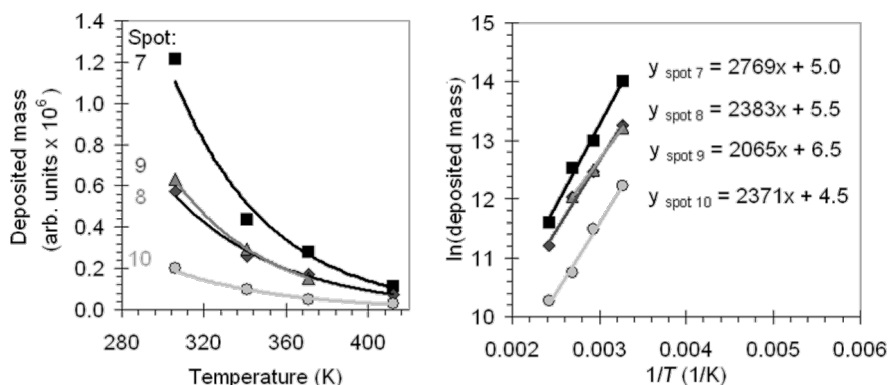 1.4
1.2
1.0
0.8
0.6
0.4
0.2
0.0
Spot:
7
9
8
10
280
320
360
400
Temperature (K)
Deposited mass
(arb. units x 10⁶)
15
14
13
12
11
10
y spot 7 = 2769x + 5.0
y spot 8 = 2383x + 5.5
y spot 9 = 2065x + 6.5
y spot 10 = 2371x + 4.5
0.002
0.003
0.004
0.005
0.006
1/T (1/K)
ln(deposited mass)